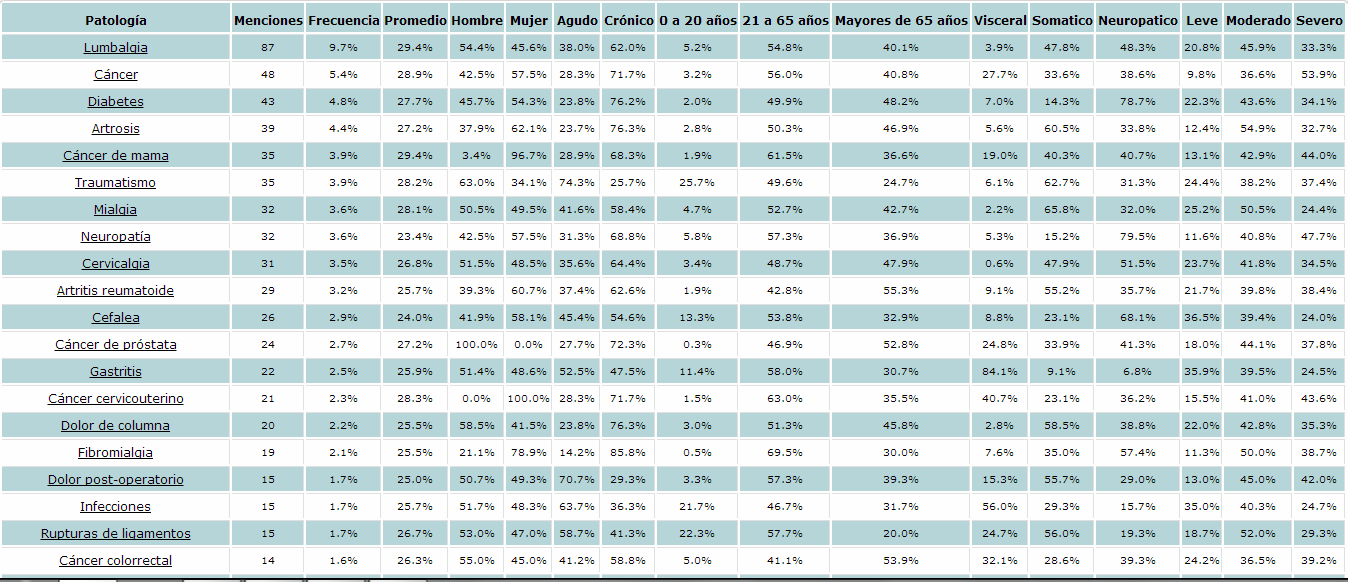 Patología Menciones Frecuencia Promedio Hombre Mujer Agudo Crónico 0 a 20 años 21 a 65 años Mayores de 65 años Visceral Somatico Neuropatico Leve Moderado Severo
Lumbalgia 87 9.7% 29.4% 54.4% 45.6% 38.0% 62.0% 5.2% 54.8% 40.1% 3.9% 47.8% 48.3% 20.8% 45.9% 33.3%
Cáncer 48 5.4% 28.9% 42.5% 57.5% 28.3% 71.7% 3.2% 56.0% 40.8% 27.7% 33.6% 38.6% 9.8% 36.6% 53.9%
Diabetes 43 4.8% 27.7% 45.7% 54.3% 23.8% 76.2% 2.0% 49.9% 48.2% 7.0% 14.3% 78.7% 22.3% 43.6% 34.1%
Artrosis 39 4.4% 27.2% 37.9% 62.1% 23.7% 76.3% 2.8% 50.3% 46.9% 5.6% 60.5% 33.8% 12.4% 54.9% 32.7%
Cáncer de mama 35 3.9% 29.4% 3.4% 96.7% 28.9% 68.3% 1.9% 61.5% 36.6% 19.0% 40.3% 40.7% 13.1% 42.9% 44.0%
Traumatismo 35 3.9% 28.2% 63.0% 34.1% 74.3% 25.7% 25.7% 49.6% 24.7% 6.1% 62.7% 31.3% 24.4% 38.2% 37.4%
Mialgia 32 3.6% 28.1% 50.5% 49.5% 41.6% 58.4% 4.7% 52.7% 42.7% 2.2% 65.8% 32.0% 25.2% 50.5% 24.4%
Neuropatía 32 3.6% 23.4% 42.5% 57.5% 31.3% 68.8% 5.8% 57.3% 36.9% 5.3% 15.2% 79.5% 11.6% 40.8% 47.7%
Cervicalgia 31 3.5% 26.8% 51.5% 48.5% 35.6% 64.4% 3.4% 48.7% 47.9% 0.6% 47.9% 51.5% 23.7% 41.8% 34.5%
Artritis reumatoide 29 3.2% 25.7% 39.3% 60.7% 37.4% 62.6% 1.9% 42.8% 55.3% 9.1% 55.2% 35.7% 21.7% 39.8% 38.4%
Cefalea 26 2.9% 24.0% 41.9% 58.1% 45.4% 54.6% 13.3% 53.8% 32.9% 8.8% 23.1% 68.1% 36.5% 39.4% 24.0%
Cáncer de próstata 24 2.7% 27.2% 100.0% 0.0% 27.7% 72.3% 0.3% 46.9% 52.8% 24.8% 33.9% 41.3% 18.0% 44.1% 37.8%
Gastritis 22 2.5% 25.9% 51.4% 48.6% 52.5% 47.5% 11.4% 58.0% 30.7% 84.1% 9.1% 6.8% 35.9% 39.5% 24.5%
Cáncer cervicouterino 21 2.3% 28.3% 0.0% 100.0% 28.3% 71.7% 1.5% 63.0% 35.5% 40.7% 23.1% 36.2% 15.5% 41.0% 43.6%
Dolor de columna 20 2.2% 25.5% 58.5% 41.5% 23.8% 76.3% 3.0% 51.3% 45.8% 2.8% 58.5% 38.8% 22.0% 42.8% 35.3%
Fibromialgia 19 2.1% 25.5% 21.1% 78.9% 14.2% 85.8% 0.5% 69.5% 30.0% 7.6% 35.0% 57.4% 11.3% 50.0% 38.7%
Dolor post-operatorio 15 1.7% 25.0% 50.7% 49.3% 70.7% 29.3% 3.3% 57.3% 39.3% 15.3% 55.7% 29.0% 13.0% 45.0% 42.0%
Infecciones 15 1.7% 25.7% 51.7% 48.3% 63.7% 36.3% 21.7% 46.7% 31.7% 56.0% 29.3% 15.7% 35.0% 40.3% 24.7%
Rupturas de ligamentos 15 1.7% 26.7% 53.0% 47.0% 58.7% 41.3% 22.3% 57.7% 20.0% 24.7% 56.0% 19.3% 18.7% 52.0% 29.3%
Cáncer colorrectal 14 1.6% 26.3% 55.0% 45.0% 41.2% 58.8% 5.0% 41.1% 53.9% 32.1% 28.6% 39.3% 24.2% 36.5% 39.2%